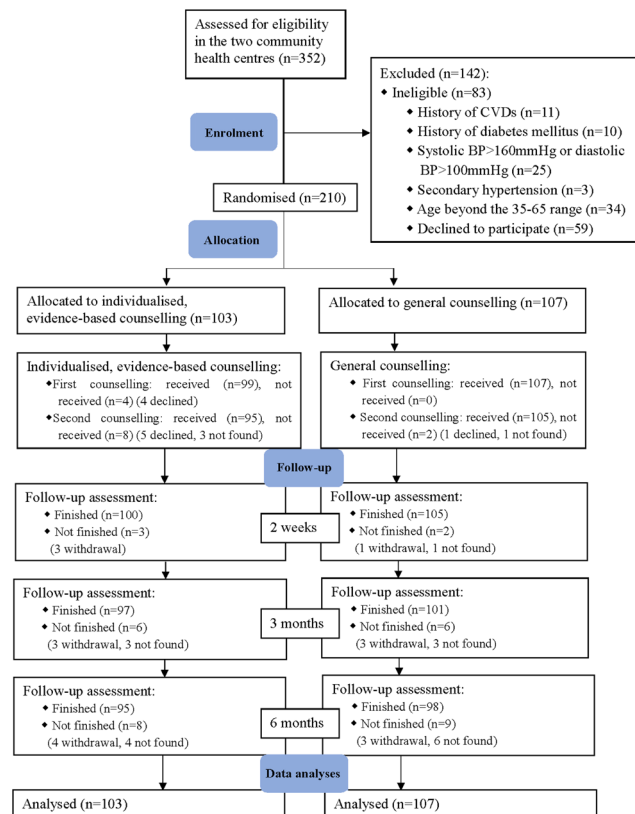 Assessed for eligibility
in the two community
health centres (n=352)
Excluded (n=142):
◆ Ineligible (n=83)
◆ History of CVDs (n=11)
◆ History of diabetes mellitus (n=10)
◆ Systolic BP>160mmHg or diastolic
BP>100mmHg (n=25)
◆ Secondary hypertension (n=3)
◆ Age beyond the 35-65 range (n=34)
◆ Declined to participate (n=59)
Enrolment
Randomised (n=210)
Allocation
Allocated to individualised,
evidence-based counselling (n=103)
Allocated to general counselling (n=107)
Individualised, evidence-based counselling:
◆First counselling: received (n=99), not
received (n=4) (4 declined)
◆Second counselling: received (n=95), not
received (n=8) (5 declined, 3 not found)
General counselling:
◆ First counselling: received (n=107), not
received (n=0)
◆ Second counselling: received (n=105), not
received (n=2) (1 declined, 1 not found)
Follow-up
Follow-up assessment:
◆ Finished (n=100)
◆ Not finished (n=3)
(3 withdrawal)
2 weeks
Follow-up assessment:
◆ Finished (n=105)
◆ Not finished (n=2)
(1 withdrawal, 1 not found)
Follow-up assessment:
◆ Finished (n=97)
◆ Not finished (n=6)
(3 withdrawal, 3 not found)
3 months
Follow-up assessment:
◆ Finished (n=101)
◆ Not finished (n=6)
(3 withdrawal, 3 not found)
Follow-up assessment:
◆ Finished (n=95)
◆ Not finished (n=8)
(4 withdrawal, 4 not found)
6 months
Follow-up assessment:
◆ Finished (n=98)
◆ Not finished (n=9)
(3 withdrawal, 6 not found)
Data analyses
Analysed (n=103)
Analysed (n=107)